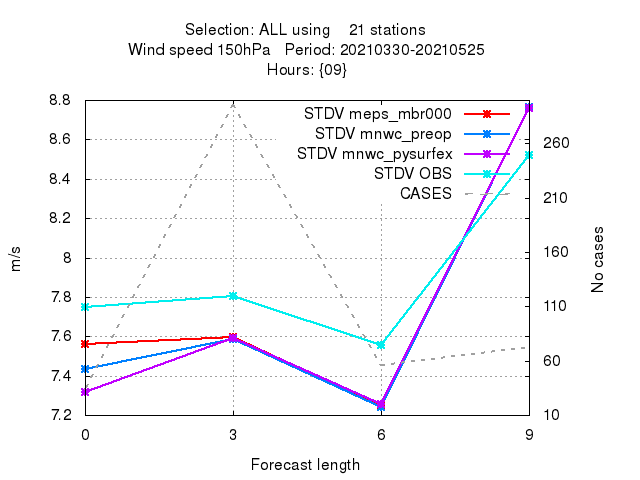 Selection: ALL using 21 stations
Wind speed 150hPa Period: 20210330-20210525
Hours: {09}
8.8
8.6
8.4
8.2
8
7.8
7.6
7.4
7.2
m/s
STDV meps_mbr000
STDV mnwc_preop
STDV mnwc_pysurfex
STDV OBS
CASES
260
210
160
110
60
10
No cases
0 3 6 9
Forecast length